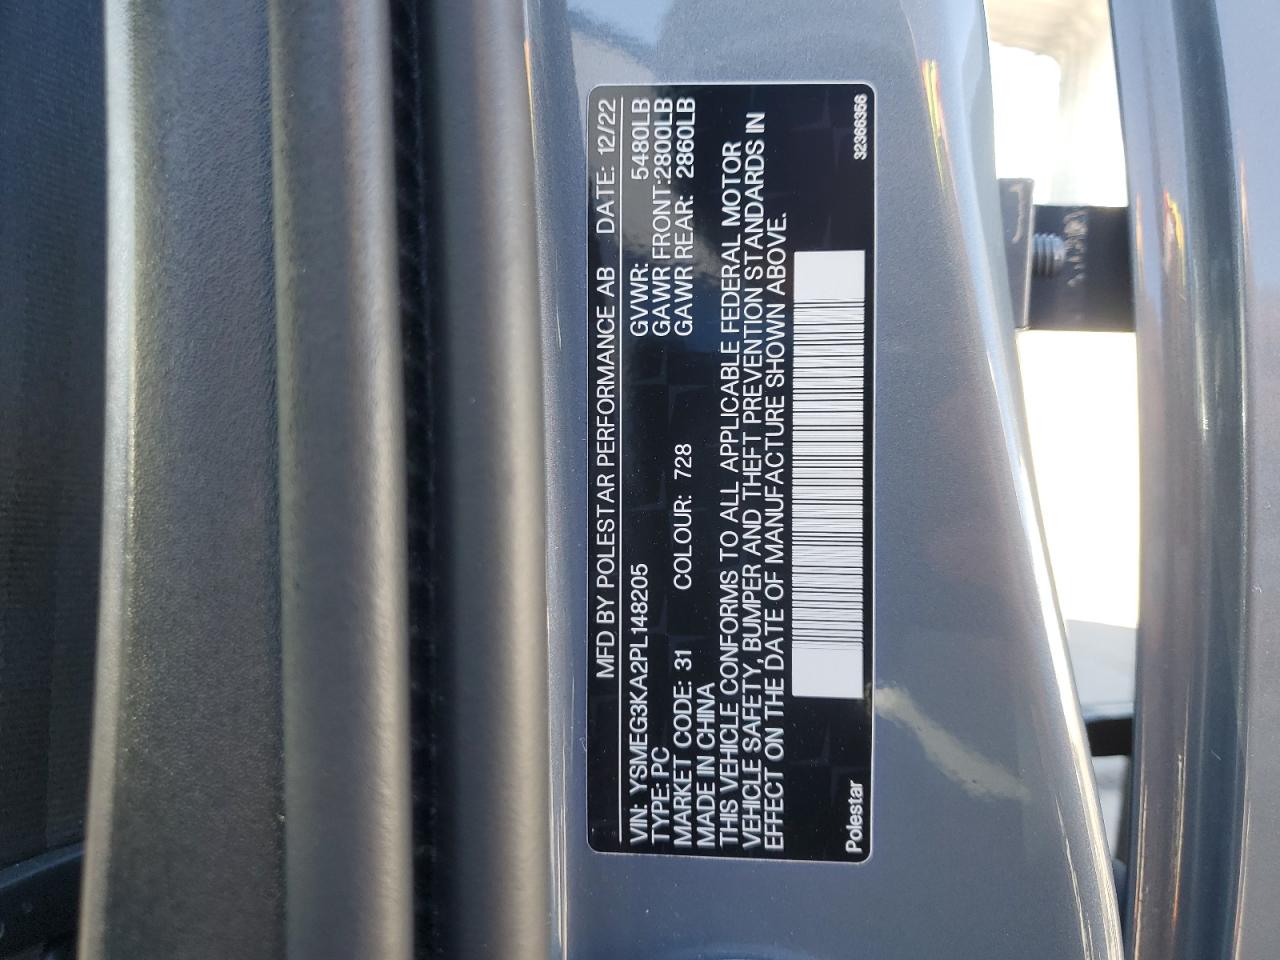 MFD BY POLESTAR PERFORMANCE AB DATE: 12/22
VIN: YSMEG3KA2PL148205 GVWR: 5480LB
TYPE: PC GAWR FRONT:2800LB
MARKET CODE: 31 COLOUR: 728 GAWR REAR: 2860LB
MADE IN CHINA
THIS VEHICLE CONFORMS TO ALL APPLICABLE FEDERAL MOTOR
VEHICLE SAFETY, BUMPER AND THEFT PREVENTION STANDARDS IN
EFFECT ON THE DATE OF MANUFACTURE SHOWN ABOVE.
Polestar 32366356